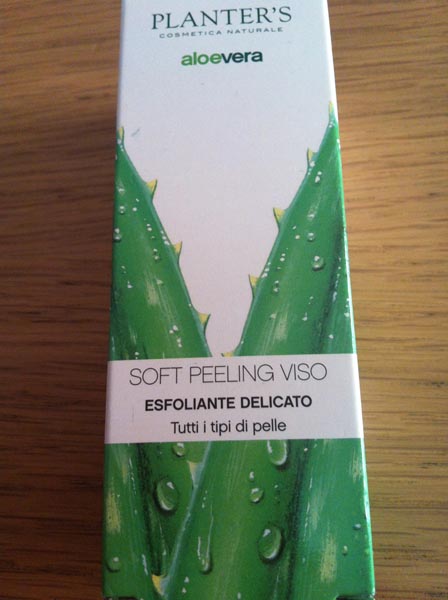 PLANTER'S
COSMETICA NATURALE
aloevera
SOFT PEELING VISO
ESFOLIANTE DELICATO
Tutti i tipi di pelle